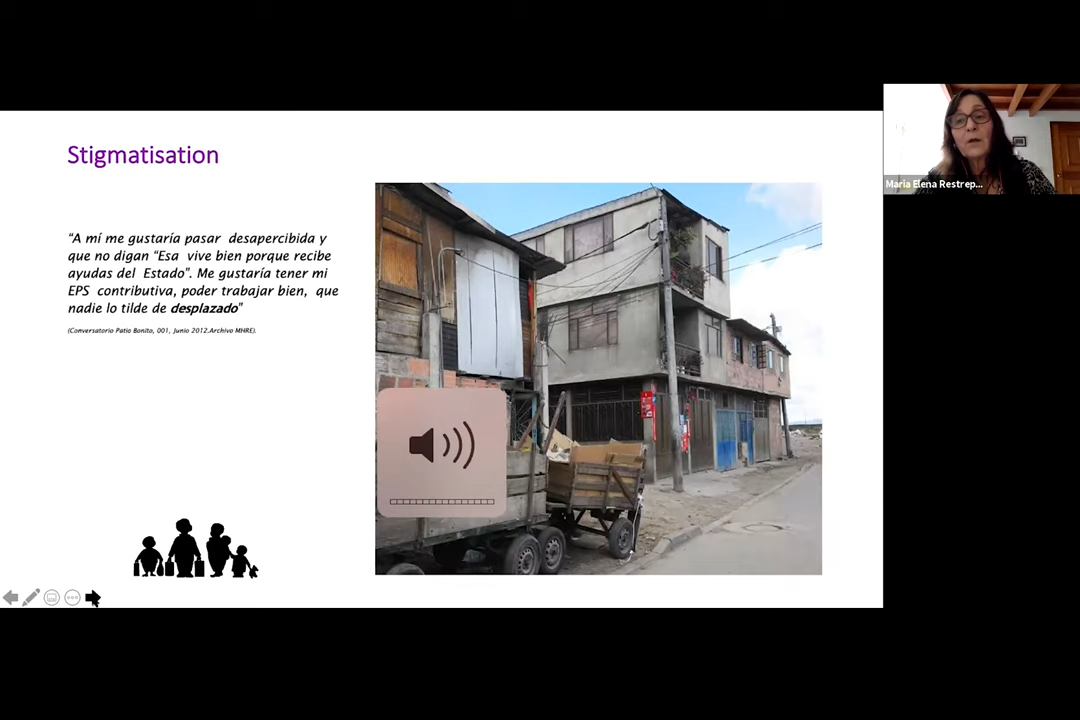 Stigmatisation
“A mí me gustaría pasar desapercibida y
que no digan “Esa vive bien porque recibe
ayudas del Estado”. Me gustaría tener mi
EPS contributiva, poder trabajar bien, que
nadie lo tilde de desplazado”
(Conversatorio Patio Bonito, 001, Junio 2012.Archivo MHRE).
Maria Elena Restrep...